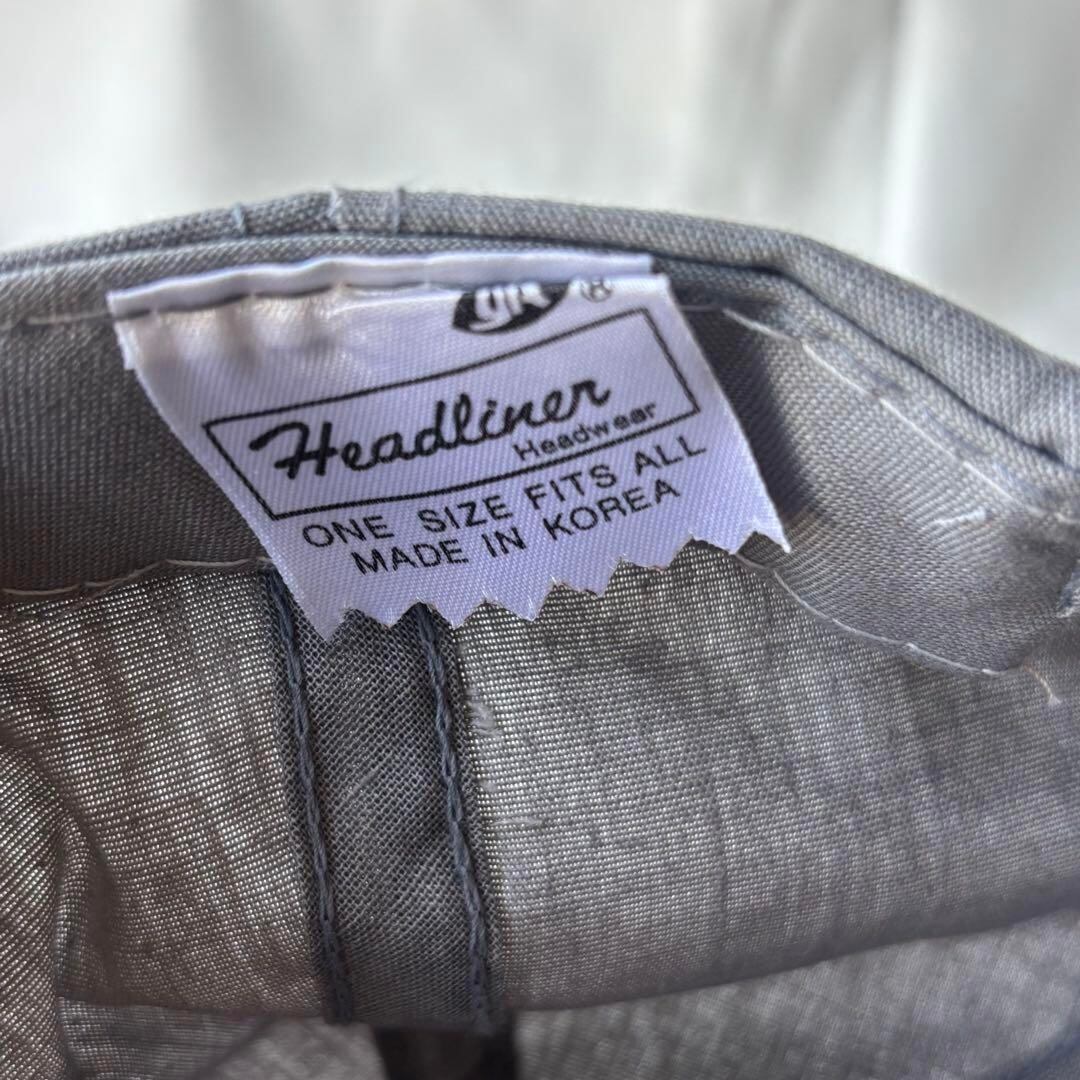 ®
Headliner
Headwear
ONE SIZE FITS ALL
MADE IN KOREA